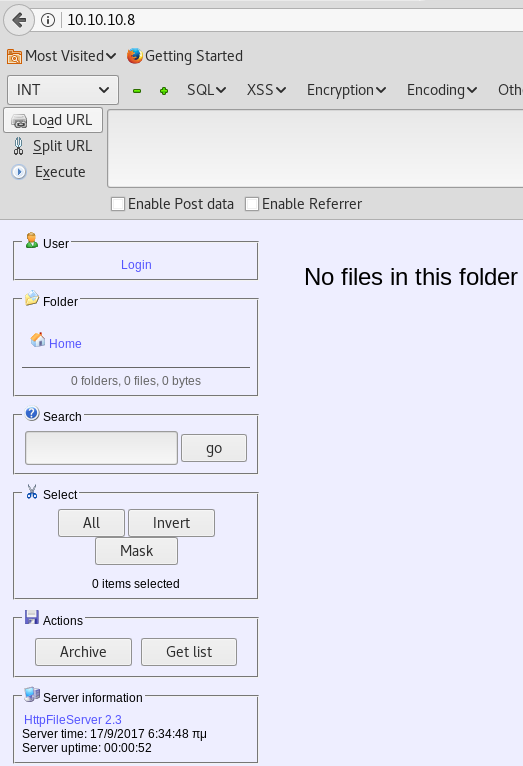 10.10.10.8
Most Visited Getting Started
INT SQL XSS Encryption Encoding Oth
Load URL
Split URL
Execute
Enable Post data Enable Referrer
User
Login
No files in this folder
Folder
Home
0 folders, 0 files, 0 bytes
Search
go
Select
All Invert
Mask
0 items selected
Actions
Archive Get list
Server information
HttpFileServer 2.3
Server time: 17/9/2017 6:34:48 πμ
Server uptime: 00:00:52